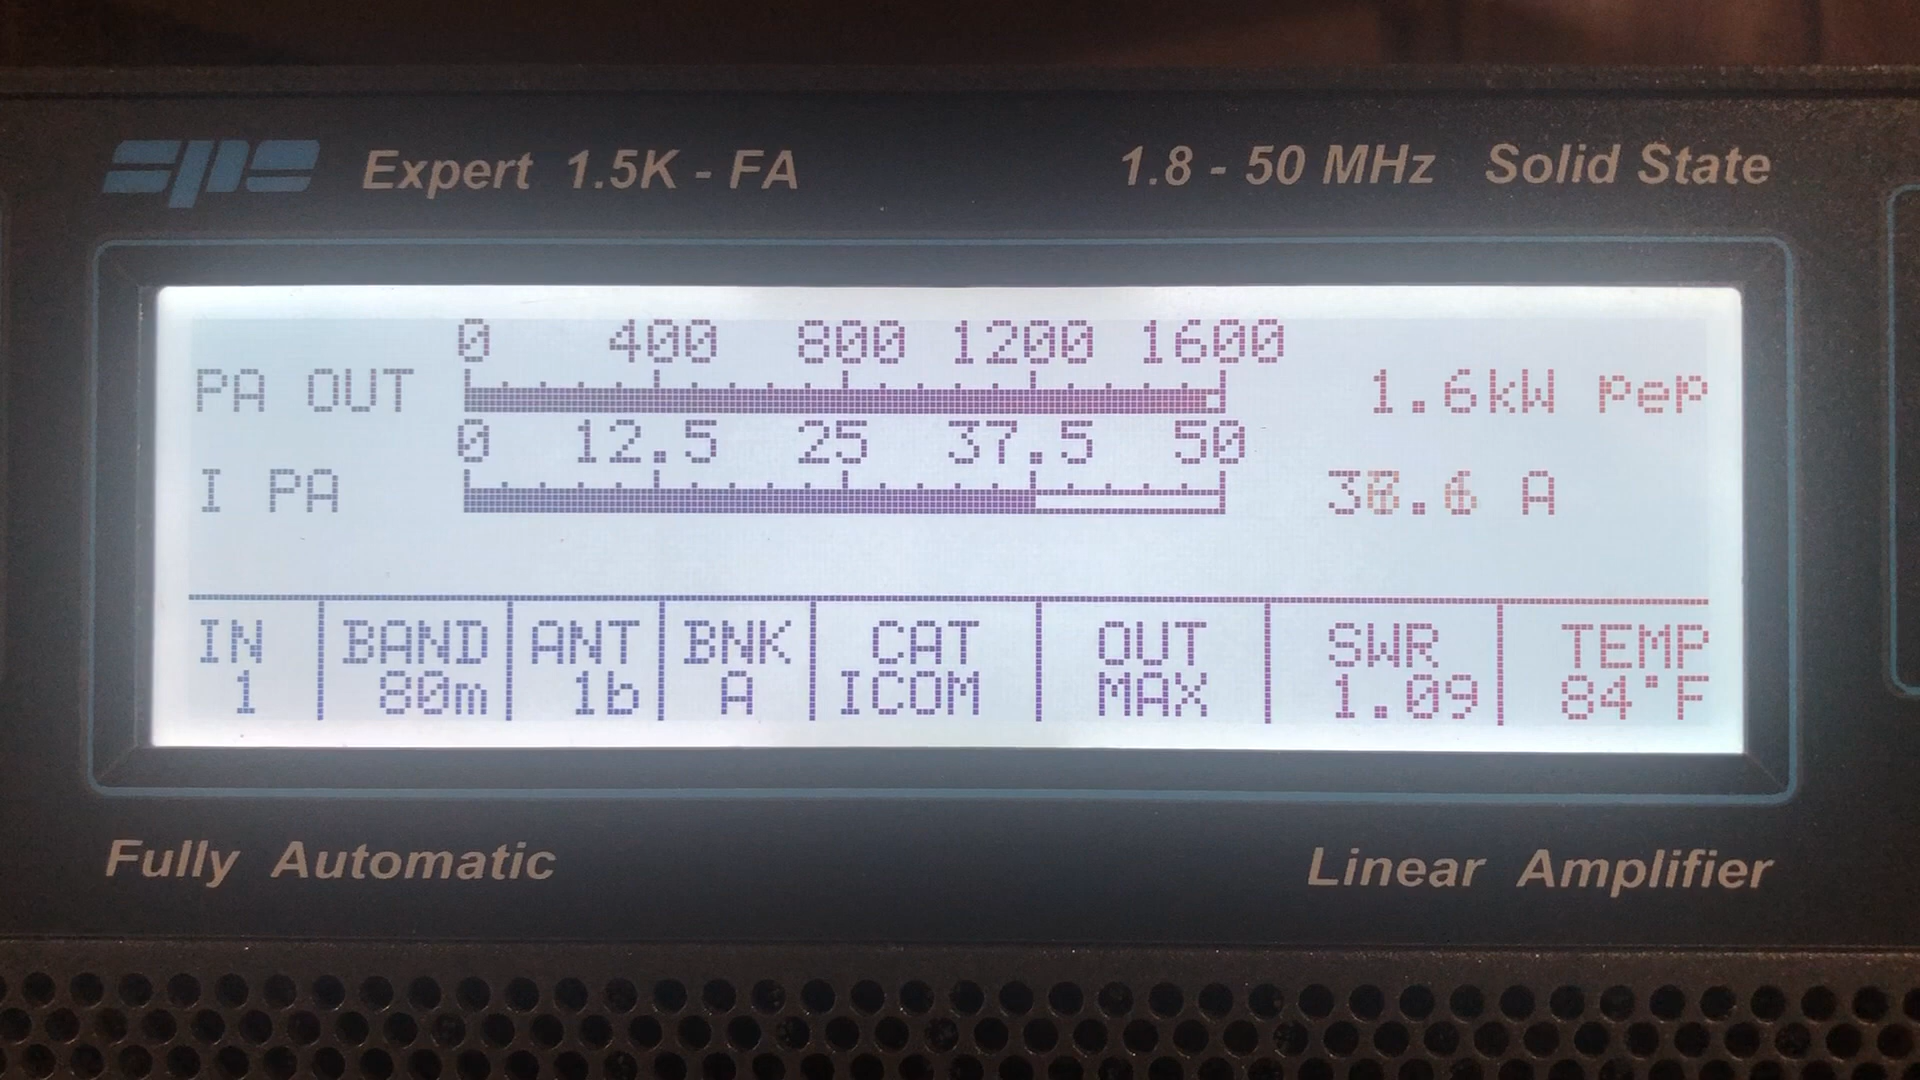 spe Expert 1.5K - FA 1.8 - 50 MHz Solid State
0 400 800 1200 1600
PA OUT 1.6kW pep
0 12.5 25 37.5 50
I PA A
IN BAND ANT BNK CAT OUT SWR TEMP
1 80m 1b A ICOM MAX 1.09 84°F
Fully Automatic Linear Amplifier